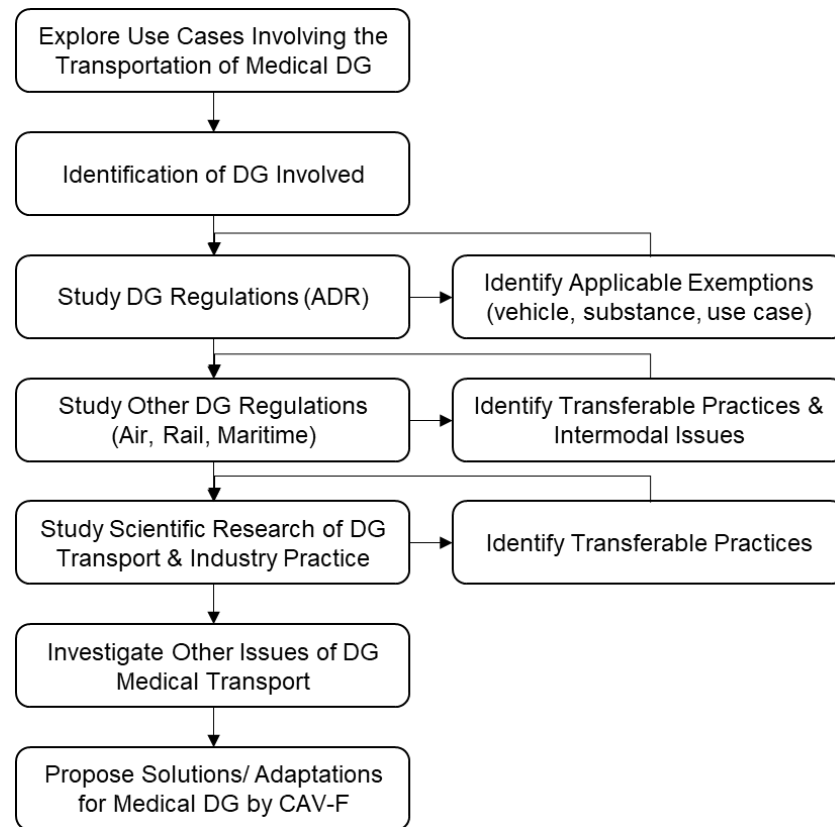 Explore Use Cases Involving the
Transportation of Medical DG
Identification of DG Involved
Study DG Regulations (ADR)
Identify Applicable Exemptions
(vehicle, substance, use case)
Study Other DG Regulations
(Air, Rail, Maritime)
Identify Transferable Practices &
Intermodal Issues
Study Scientific Research of DG
Transport & Industry Practice
Identify Transferable Practices
Investigate Other Issues of DG
Medical Transport
Propose Solutions/ Adaptations
for Medical DG by CAV-F